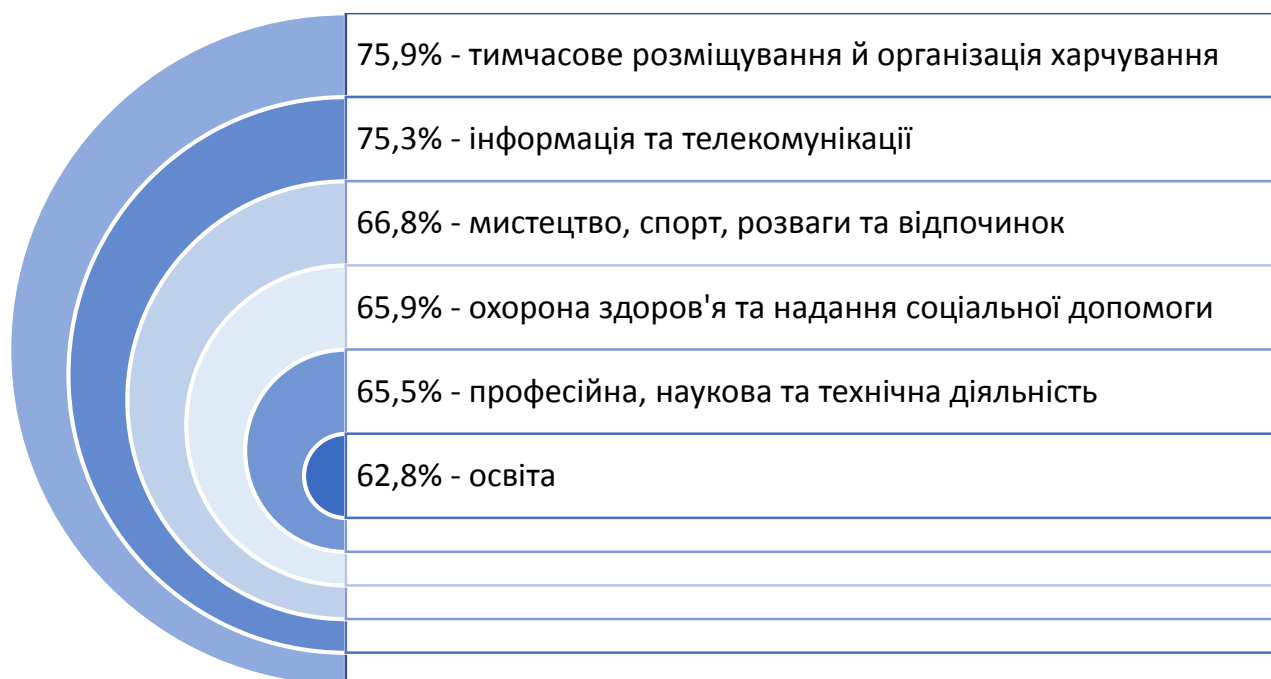 75,9% - тимчасове розміщування й організація харчування
75,3% - інформація та телекомунікації
66,8% - мистецтво, спорт, розваги та відпочинок
65,9% - охорона здоров'я та надання соціальної допомоги
65,5% - професійна, наукова та технічна діяльність
62,8% - освіта